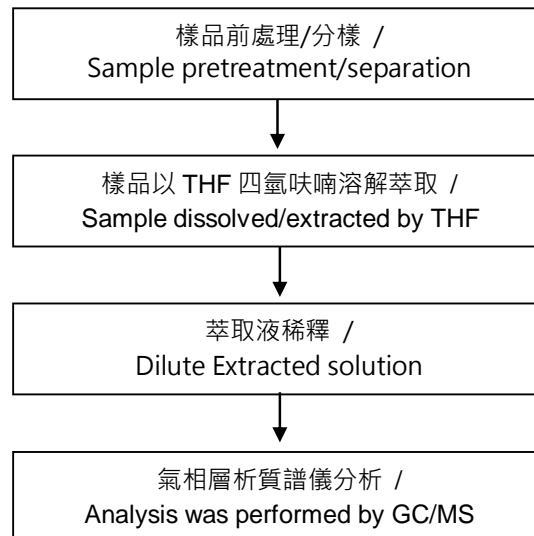 樣品前處理/分樣 /
Sample pretreatment/separation
樣品以 THF 四氫呋喃溶解萃取 /
Sample dissolved/extracted by THF
萃取液稀釋 /
Dilute Extracted solution
氣相層析質譜儀分析 /
Analysis was performed by GC/MS